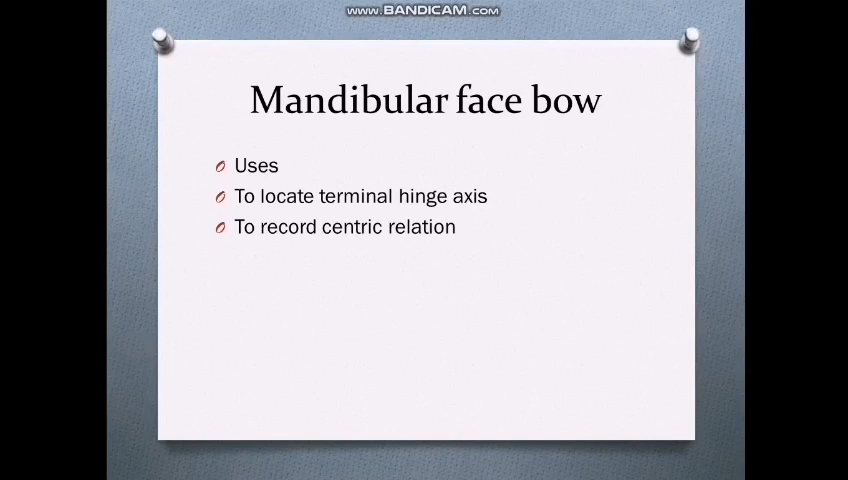 www.BANDICAM.com
Mandibular face bow
Uses
To locate terminal hinge axis
To record centric relation